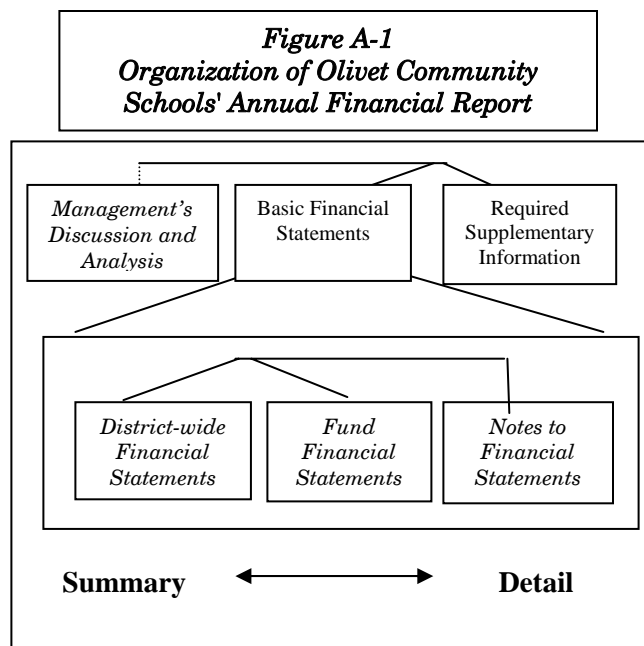 Figure A-1
Organization of Olivet Community
Schools' Annual Financial Report
Management's
Discussion and
Analysis
Basic Financial
Statements
Required
Supplementary
Information
District-wide
Financial
Statements
Fund
Financial
Statements
Notes to
Financial
Statements
Summary
Detail